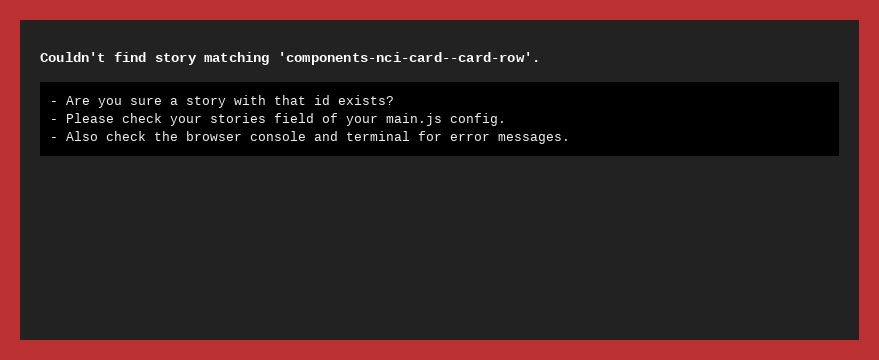 Couldn't find story matching 'components-nci-card--card-row'.
- Are you sure a story with that id exists?
- Please check your stories field of your main.js config.
- Also check the browser console and terminal for error messages.